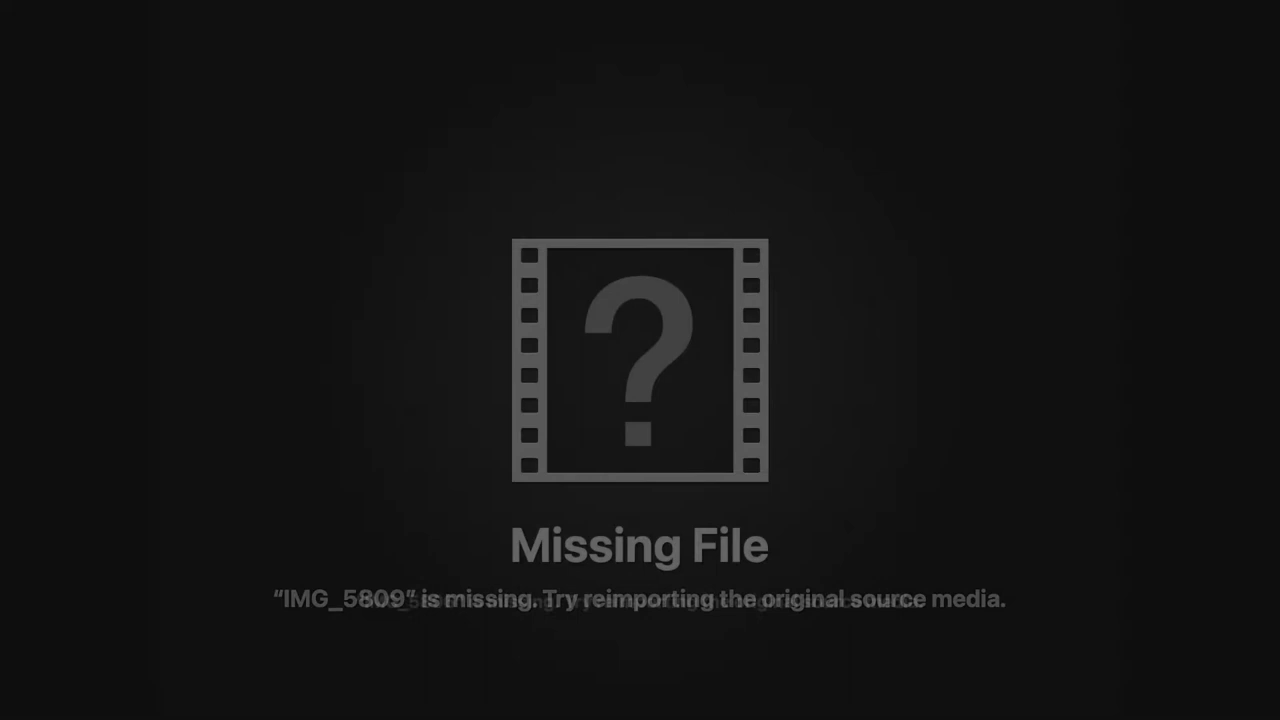 ?
Missing File
“IMG_5809” is missing. Try reimporting the original source media.